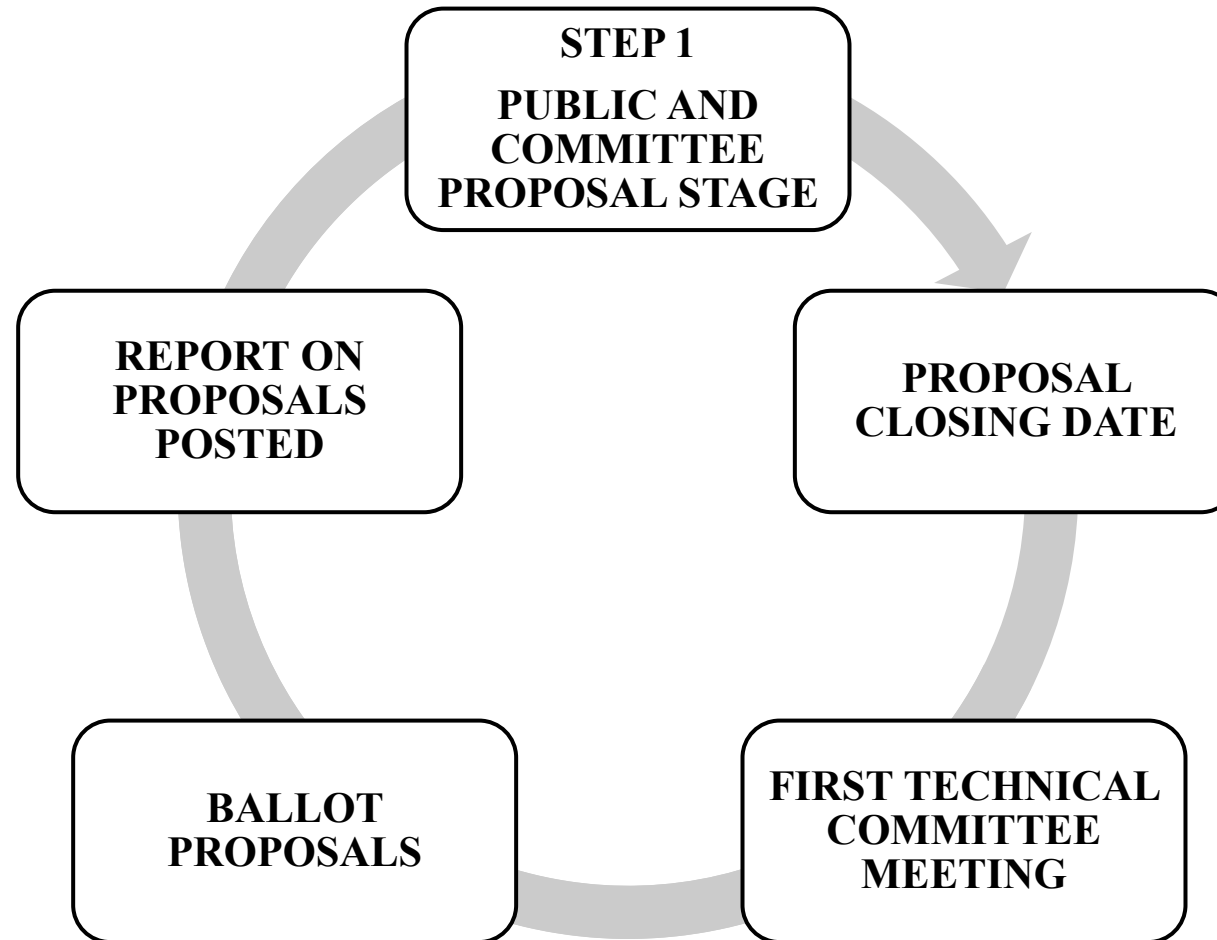 STEP 1
PUBLIC AND
COMMITTEE
PROPOSAL STAGE
PROPOSAL
CLOSING DATE
FIRST TECHNICAL
COMMITTEE
MEETING
BALLOT
PROPOSALS
REPORT ON
PROPOSALS
POSTED